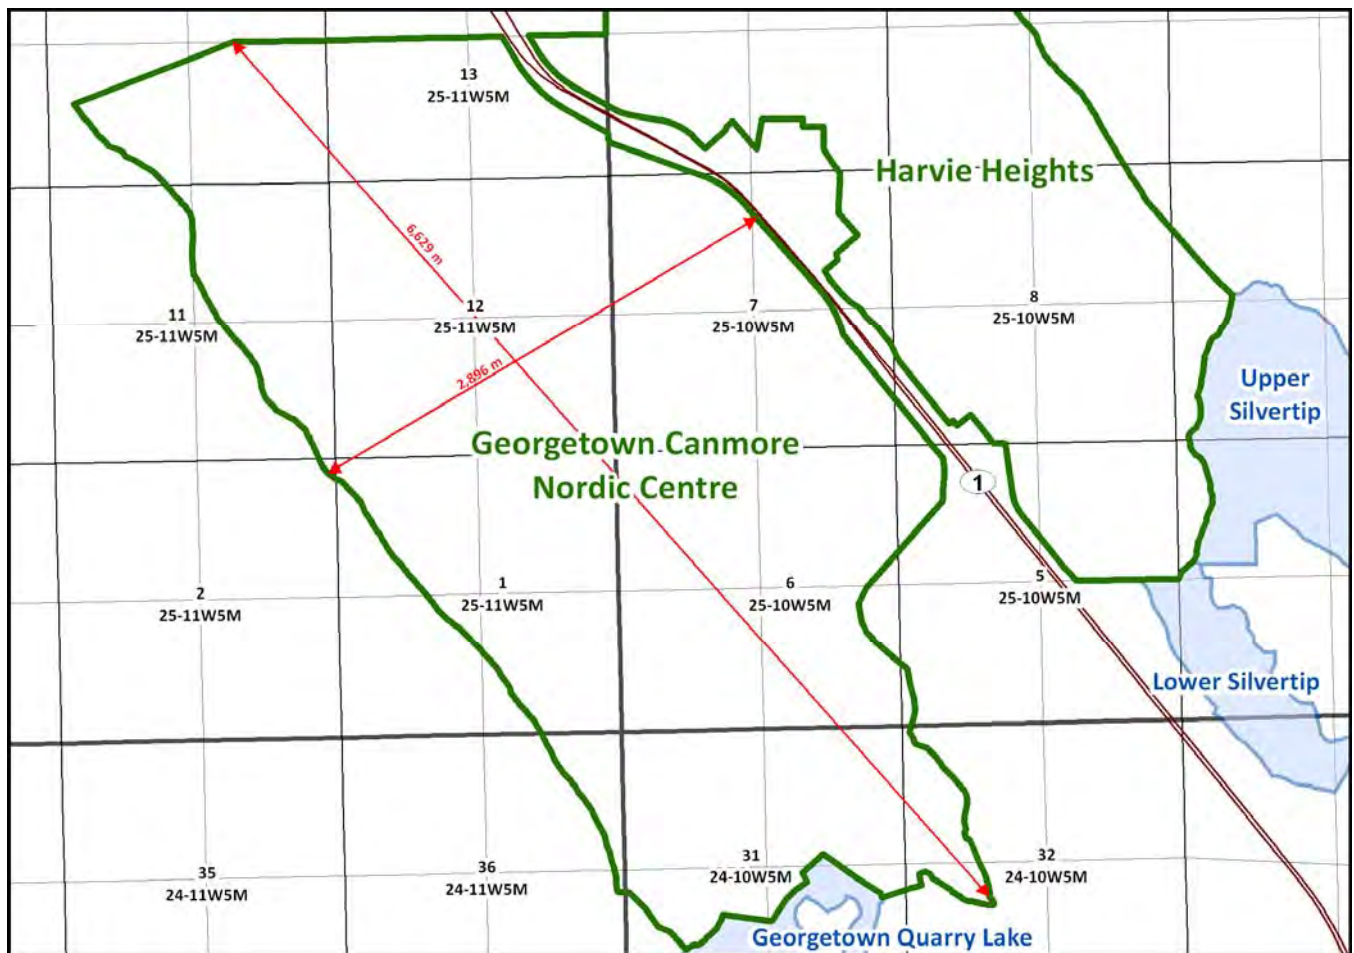 13
25-11W5M
Harvie Heights
6,629 m
11
25-11W5M
12
25-11W5M
7
25-10W5M
8
25-10W5M
2,896 m
Upper
Silvertip
Georgetown Canmore
Nordic Centre
1
2
25-11W5M
1
25-11W5M
6
25-10W5M
5
25-10W5M
Lower Silvertip
35
24-11W5M
36
24-11W5M
31
24-10W5M
32
24-10W5M
Georgetown Quarry Lake